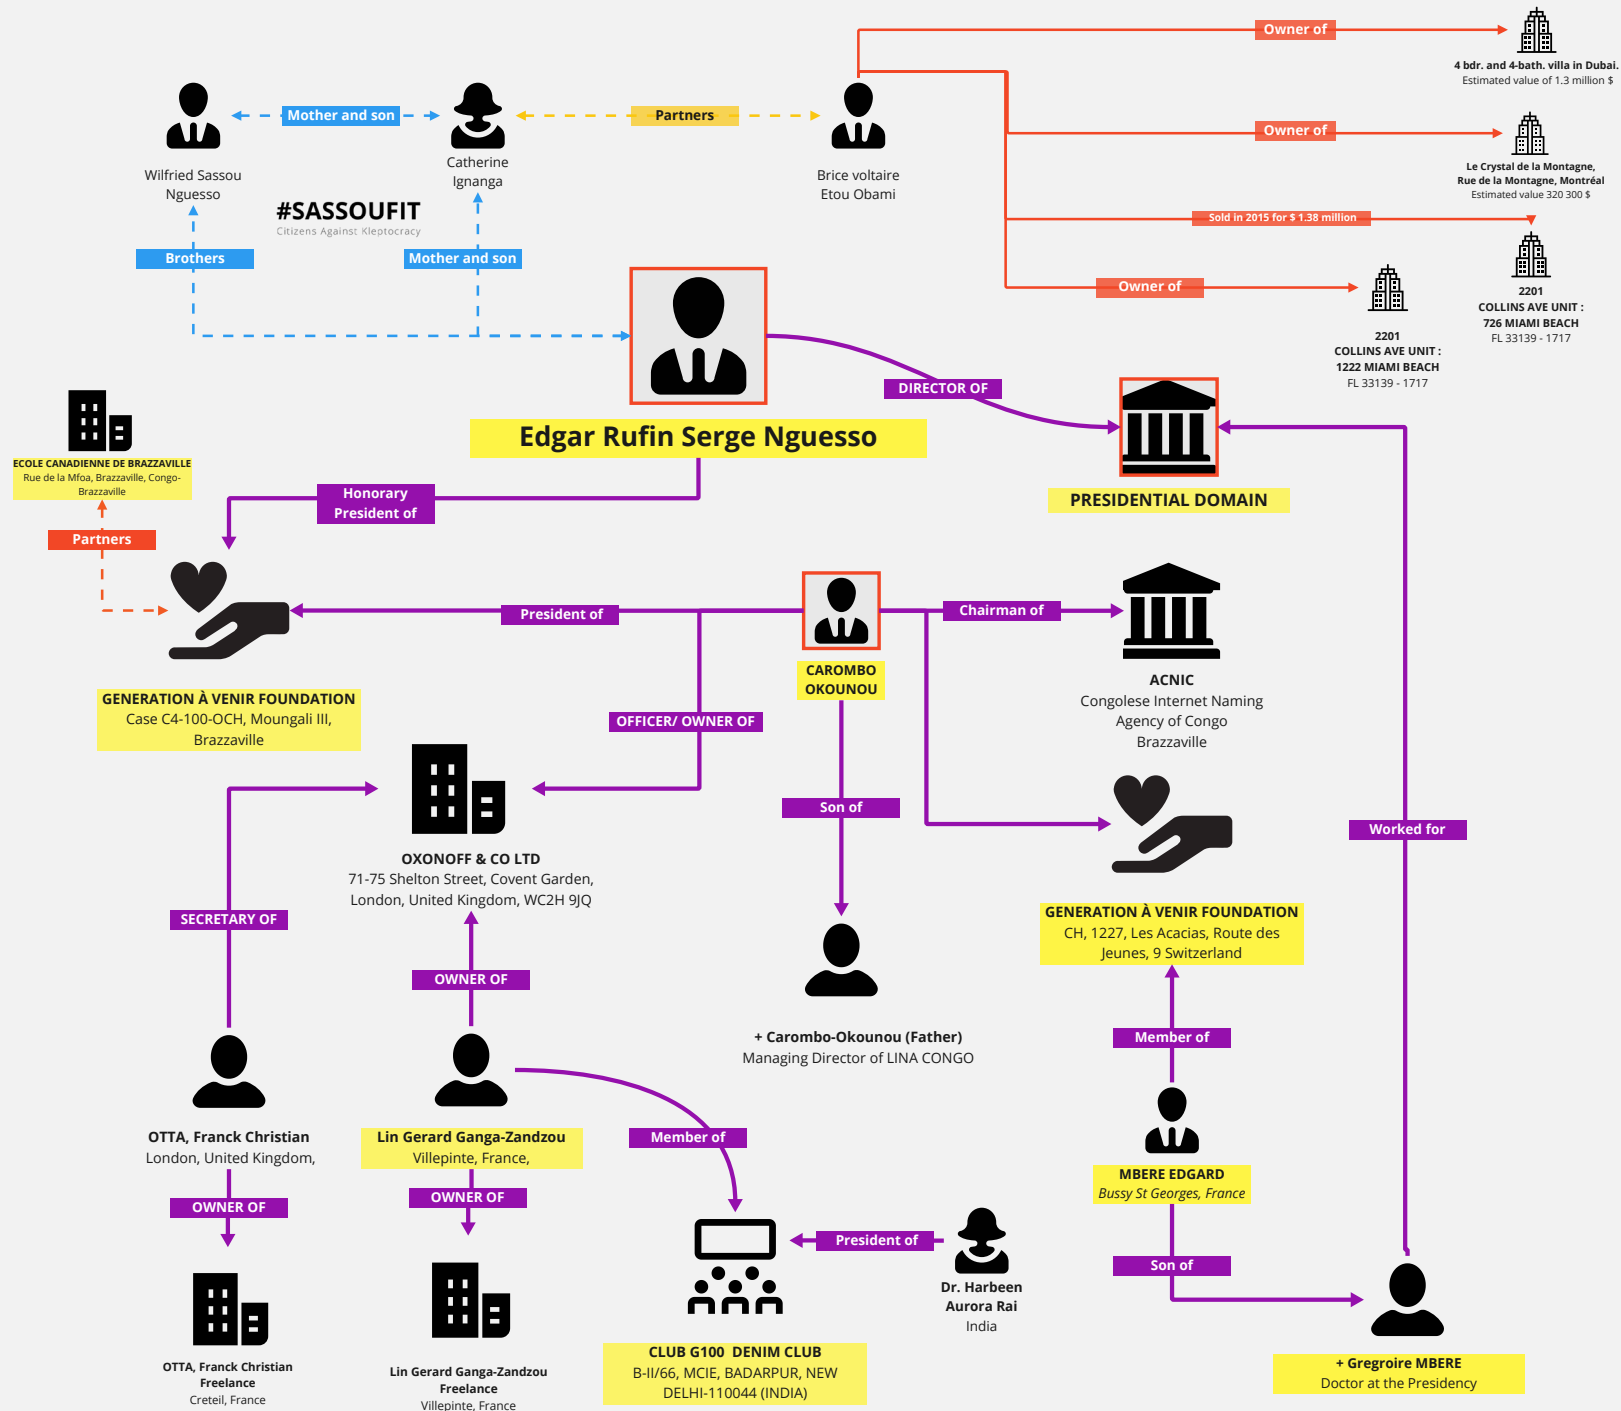 Owner of
4 bdr. and 4-bath. villa in Dubai.
Estimated value of 1.3 million $
Mother and son
Partners
Owner of
Wilfried Sassou
Nguesso
Catherine
Ignanga
Brice voltaire
Etou Obami
Le Crystal de la Montagne,
Rue de la Montagne, Montréal
Estimated value 320 300 $
#SASSOUFIT
Citizens Against Kleptocracy
Sold in 2015 for $ 1.38 million
Brothers
Mother and son
Owner of
2201
COLLINS AVE UNIT :
726 MIAMI BEACH
FL 33139 - 1717
2201
COLLINS AVE UNIT :
1222 MIAMI BEACH
FL 33139 - 1717
DIRECTOR OF
Edgar Rufin Serge Nguesso
ECOLE CANADIENNE DE BRAZZAVILLE
Rue de la Mfoa, Brazzaville, Congo-
Brazzaville
Honorary
President of
PRESIDENTIAL DOMAIN
Partners
President of
Chairman of
CAROMBO
OKOUNOU
ACNIC
Congolese Internet Naming
Agency of Congo
Brazzaville
GENERATION À VENIR FOUNDATION
Case C4-100-OCH, Moungali III,
Brazzaville
OFFICER/ OWNER OF
Son of
Worked for
OXONOFF & CO LTD
71-75 Shelton Street, Covent Garden,
London, United Kingdom, WC2H 9JQ
SECRETARY OF
GENERATION À VENIR FOUNDATION
CH, 1227, Les Acacias, Route des
Jeunes, 9 Switzerland
OWNER OF
+ Carombo-Okounou (Father)
Managing Director of LINA CONGO
Member of
OTTA, Franck Christian
London, United Kingdom,
Lin Gerard Ganga-Zandzou
Villepinte, France,
Member of
MBERE EDGARD
Bussy St Georges, France
OWNER OF
OWNER OF
President of
Son of
Dr. Harbeen
Aurora Rai
India
OTTA, Franck Christian
Freelance
Creteil, France
Lin Gerard Ganga-Zandzou
Freelance
Villepinte, France
CLUB G100 DENIM CLUB
B-II/66, MCIE, BADARPUR, NEW
DELHI-110044 (INDIA)
+ Gregroire MBERE
Doctor at the Presidency